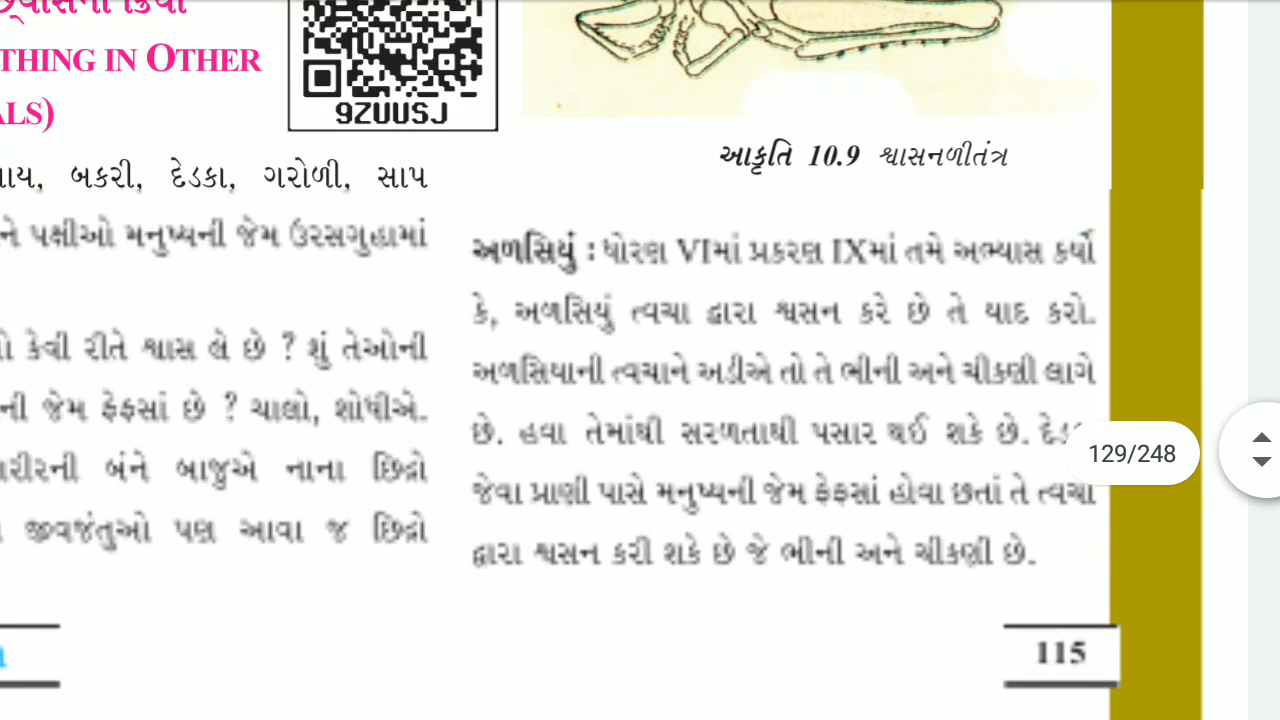 THING IN OTHER
ALS)
9ZUUSJ
બકરી, દેડકા, ગરોળી, સાપ
ને પક્ષીઓ મનુષ્યની જેમ ઉરસગુહામાં
કેવી રીતે શ્વાસ લે છે ? શું તેઓની
ની જેમ ફેફસાં છે ? ચાલો, શોધીએ.
બંને બાજુએ નાના છિદ્રો
જીવજંતુઓ પણ આવા જ છિદ્રો
આકૃતિ 10.9 શ્વાસનળીતંત્ર
અળસિયું : ધોરણ VIમાં પ્રકરણ IXમાં તમે અભ્યાસ કર્યો
કે, અળસિયું ત્વચા દ્વારા શ્વસન કરે છે તે યાદ કરો.
અળસિયાની ત્વચાને અડીએ તો તે ભીની અને ચીકણી લાગે
છે. હવા તેમાંથી સરળતાથી પસાર થઈ શકે છે.
જેવા પ્રાણી પાસે મનુષ્યની જેમ ફેફસાં હોવા છતાં તે ત્વચા
દ્વારા શ્વસન કરી શકે છે જે ભીની અને ચીકણી છે.
129/248
115